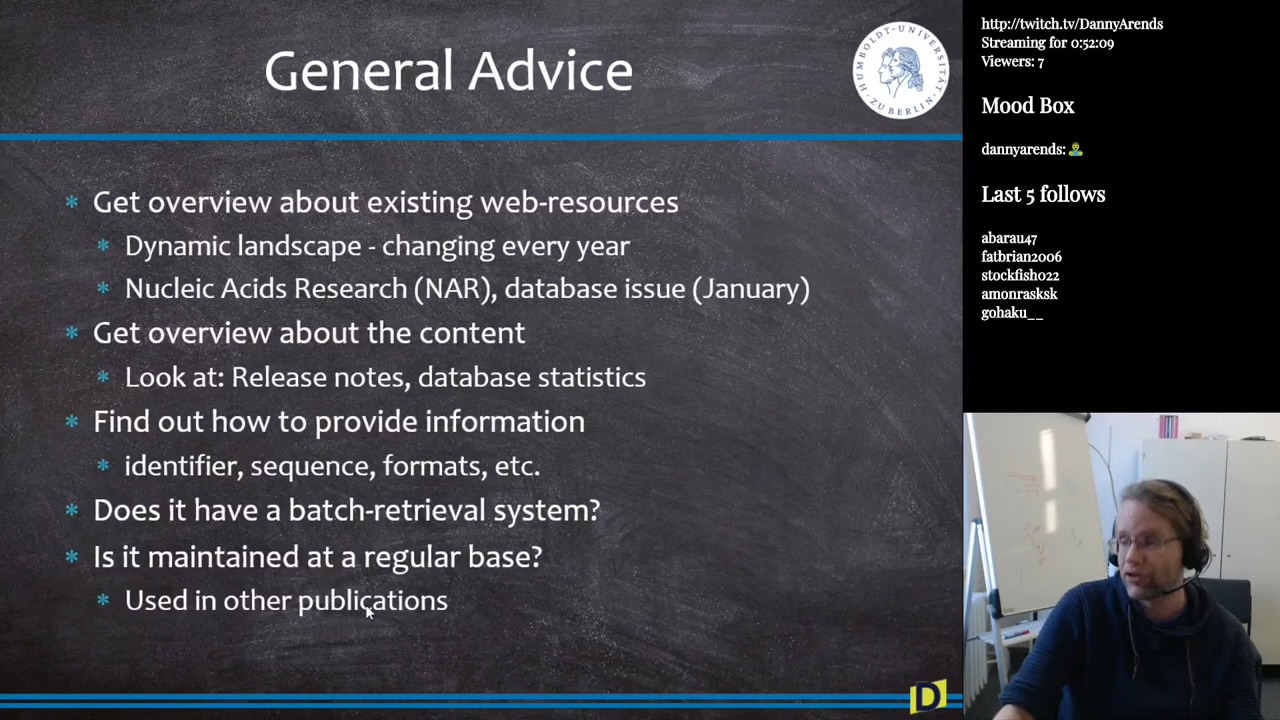 General Advice
HUMBOLDT-UNIVERSITÄT ZU BERLIN
Get overview about existing web-resources
Dynamic landscape - changing every year
Nucleic Acids Research (NAR), database issue (January)
Get overview about the content
Look at: Release notes, database statistics
Find out how to provide information
identifier, sequence, formats, etc.
Does it have a batch-retrieval system?
Is it maintained at a regular base?
Used in other publications
D
http://twitch.tv/DannyArends
Streaming for 0:52:09
Viewers: 7
Mood Box
dannyarends:
Last 5 follows
abarau47
fatbrian2006
stockfish022
amonrasksk
gohaku__